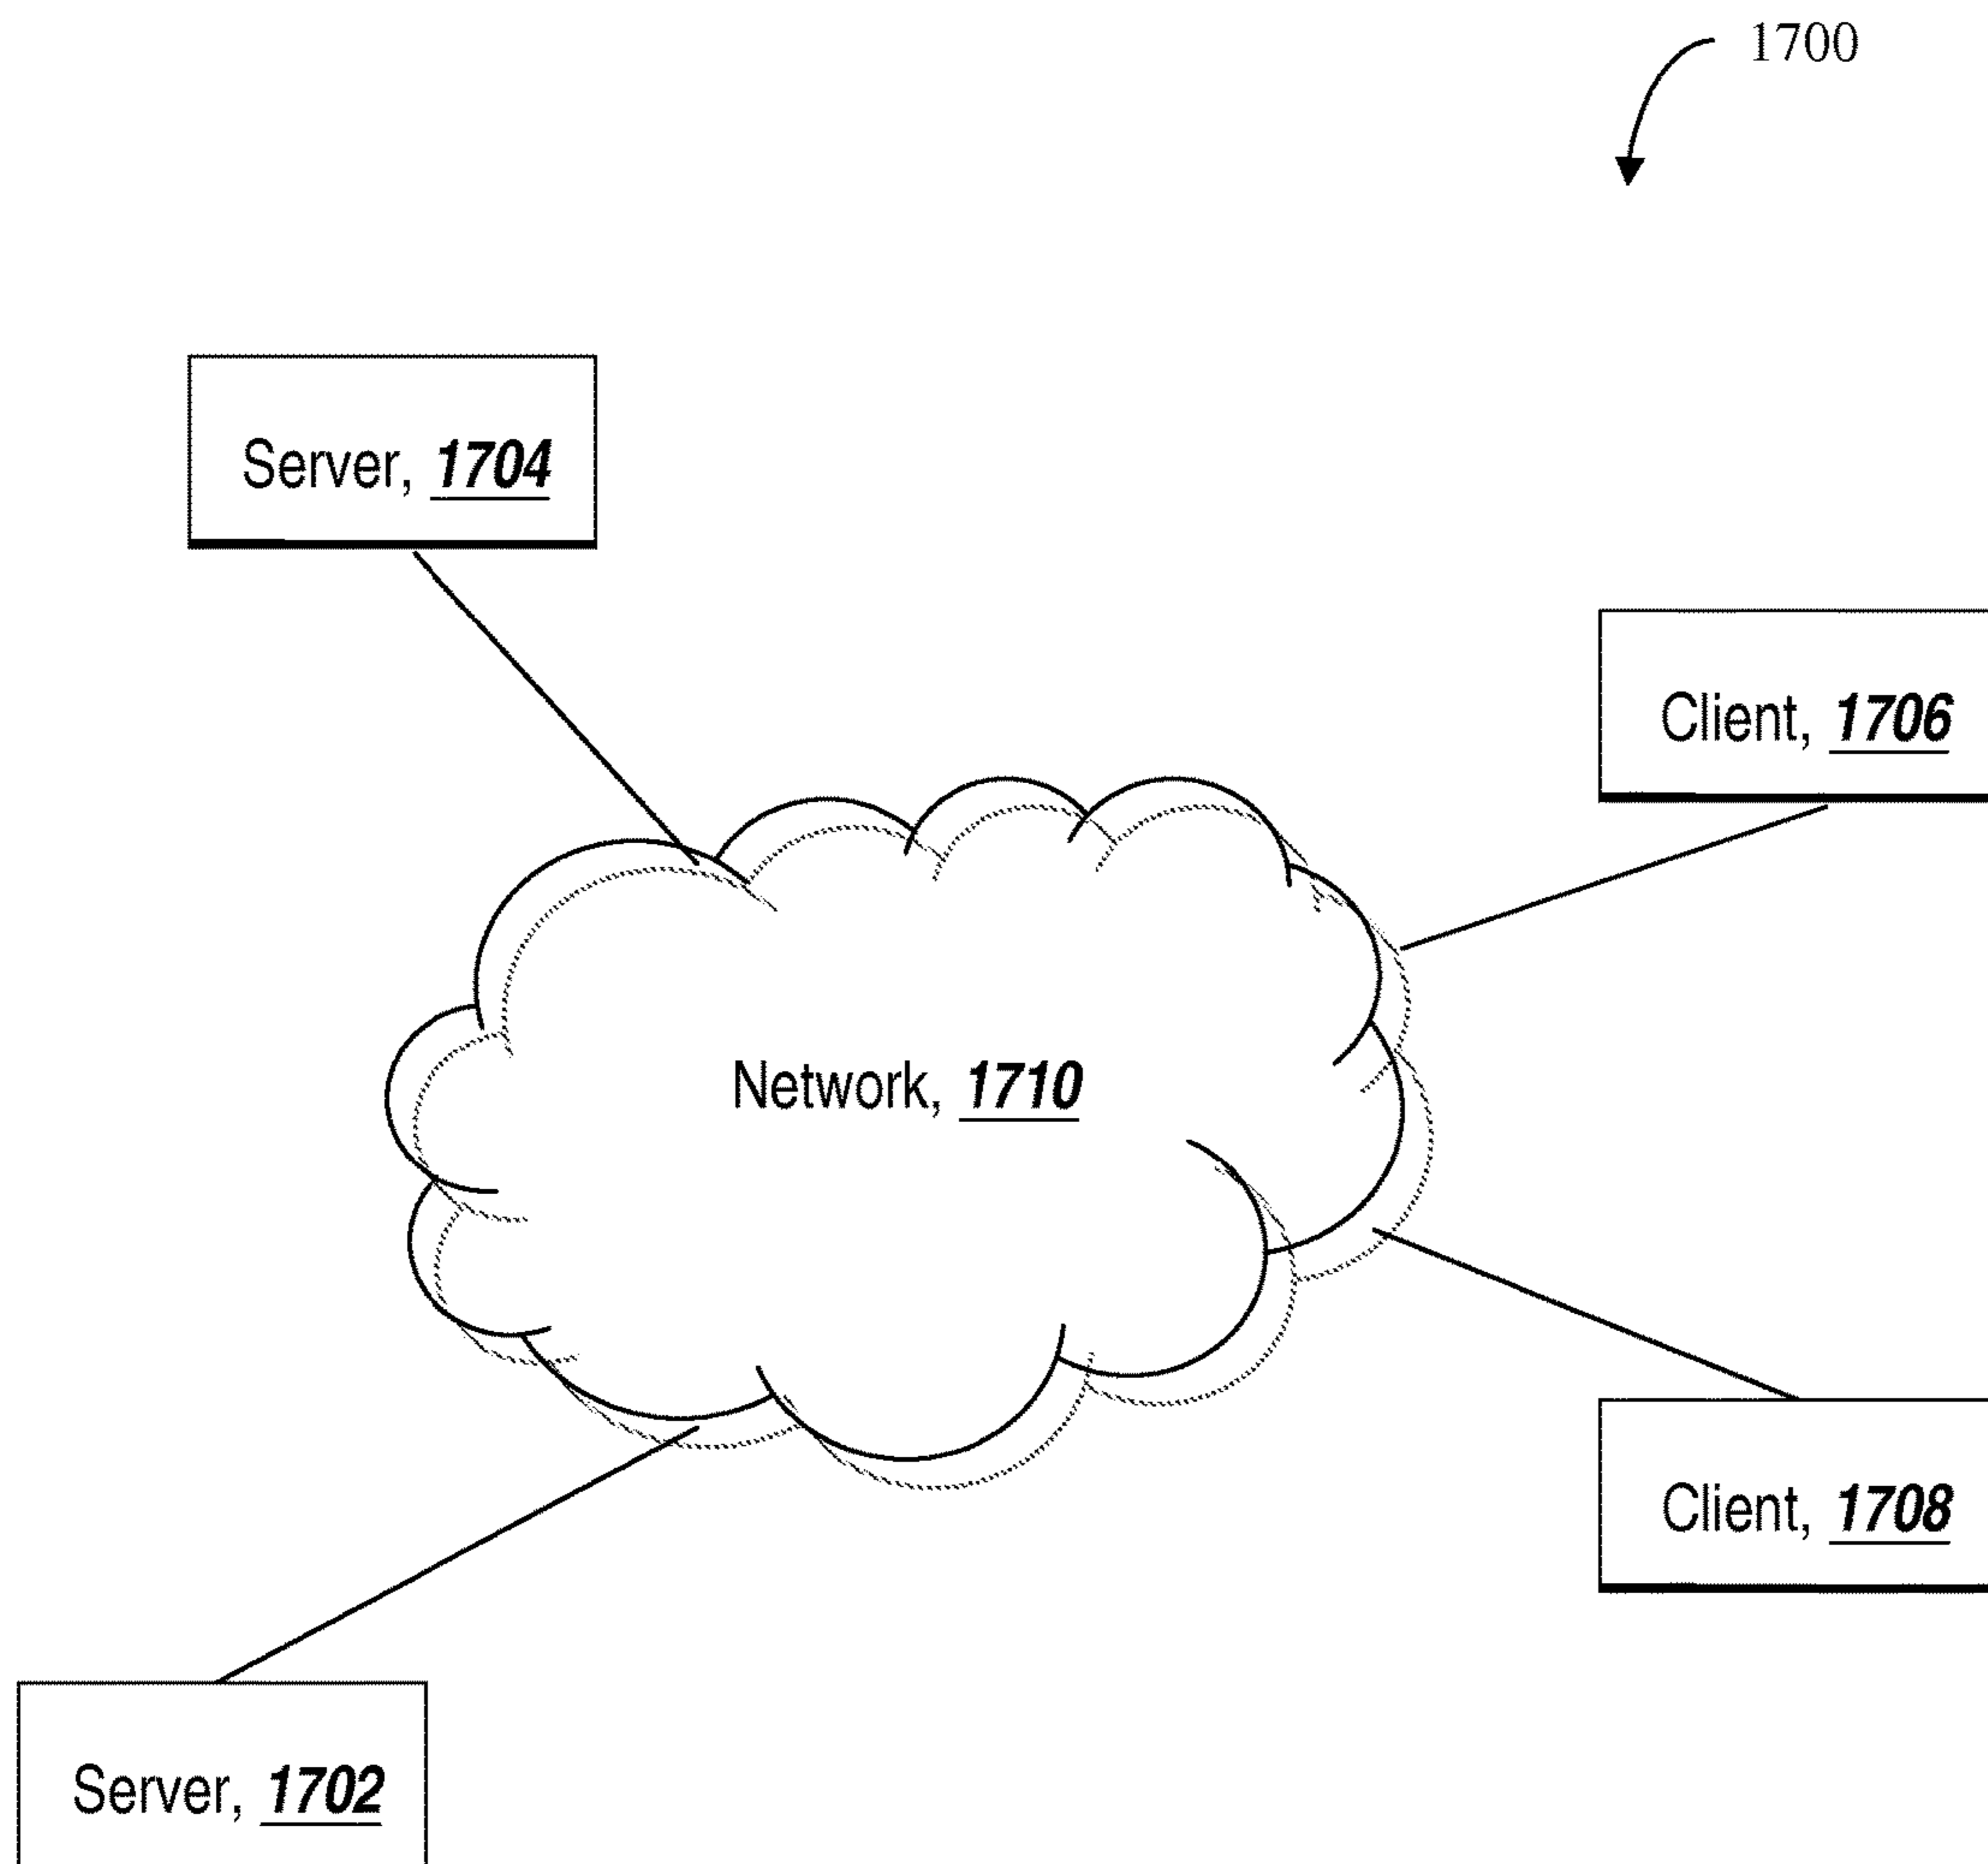 1700
Server, 1704
Client, 1706
Network, 1710
Client, 1708
Server, 1702